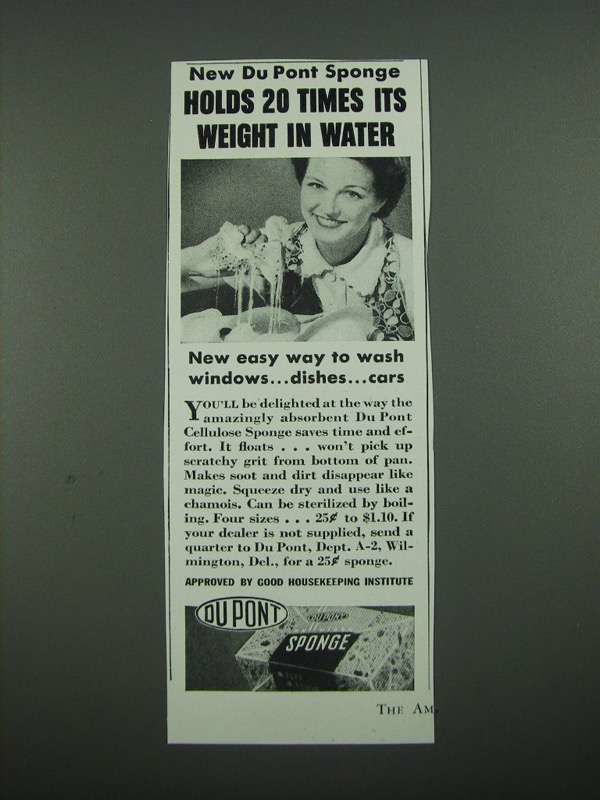 New Du Pont Sponge
HOLDS 20 TIMES ITS
WEIGHT IN WATER
New easy way to wash
windows...dishes...cars
YOU'LL be delighted at the way the
amazingly absorbent Du Pont
Cellulose Sponge saves time and ef-
fort. It floats . . . won't pick up
scratchy grit from bottom of pan.
Makes soot and dirt disappear like
magic. Squeeze dry and use like a
chamois. Can be sterilized by boil-
ing. Four sizes . . . 25¢ to $1.10. If
your dealer is not supplied, send a
quarter to Du Pont, Dept. A-2, Wil-
mington, Del., for a 25¢ sponge.
APPROVED BY GOOD HOUSEKEEPING INSTITUTE
DU PONT
DU PONT
SPONGE
THE AM